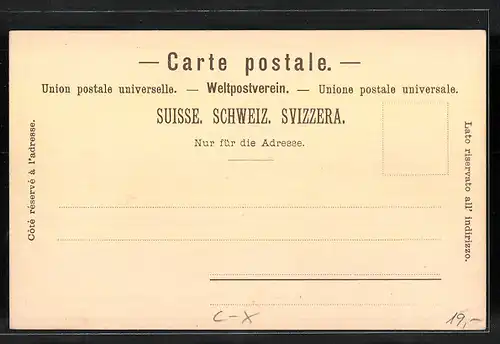 — Carte postale. —
Union postale universelle. — Weltpostverein. — Unione postale universale.
SUISSE. SCHWEIZ. SVIZZERA.
Nur für die Adresse.
Côté réservé à l'adresse.
Lato riservato all' indirizzo.
C-X
19,-